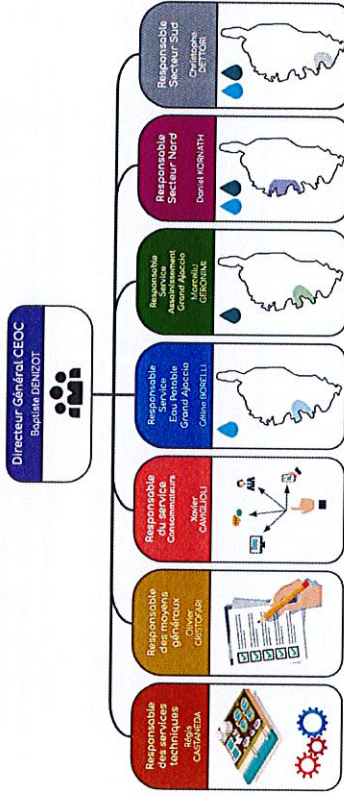 Directeur Général CEOC
Baptiste DENIZOT
Responsable
des services
techniques
Régis
CASTANEDA
Responsable
des moyens
généraux
Olivier
CRISTOFARI
Responsable
du service
Consommateurs
Xavier
CAVIGLIOLI
Responsable
Service
Eau Potable
Grand Ajaccio
Céline BORELLI
Responsable
Service
Assainissement
Grand Ajaccio
Marceliu
GERONIMI
Responsable
Secteur Nord
Daniel KORNATH
Responsable
Secteur Sud
Christophe
DETTORI